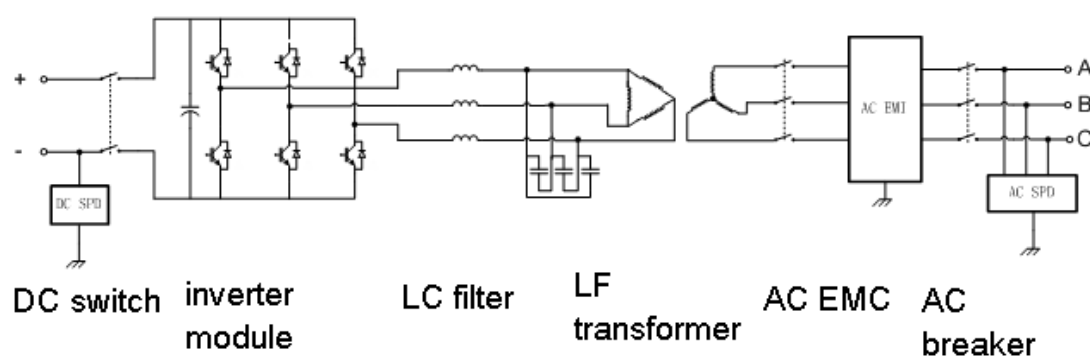 +
A
B
AC EMI
C
-
DC SPD
AC SPD
DC switch
inverter
module
LC filter
LF
transformer
AC EMC
AC
breaker